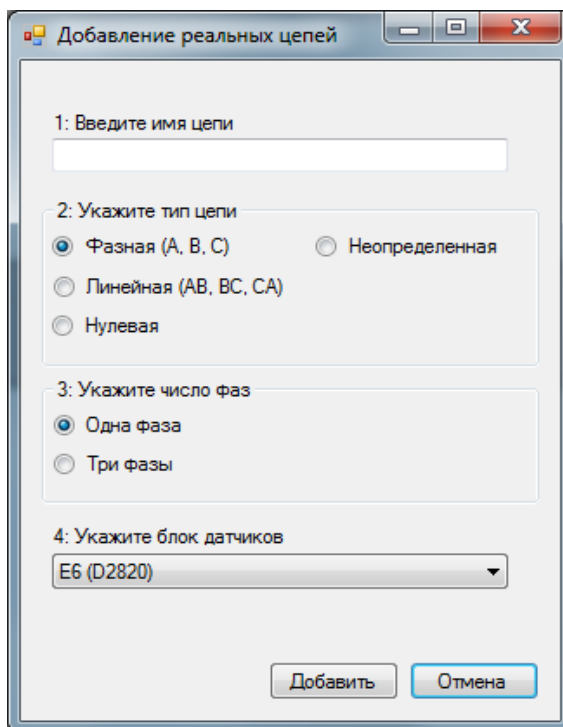 Добавление реальных цепей
1: Введите имя цепи
2: Укажите тип цепи
Фазная (A, B, C) Неопределенная
Линейная (AB, BC, CA)
Нулевая
3: Укажите число фаз
Одна фаза
Три фазы
4: Укажите блок датчиков
E6 (D2820)
Добавить Отмена